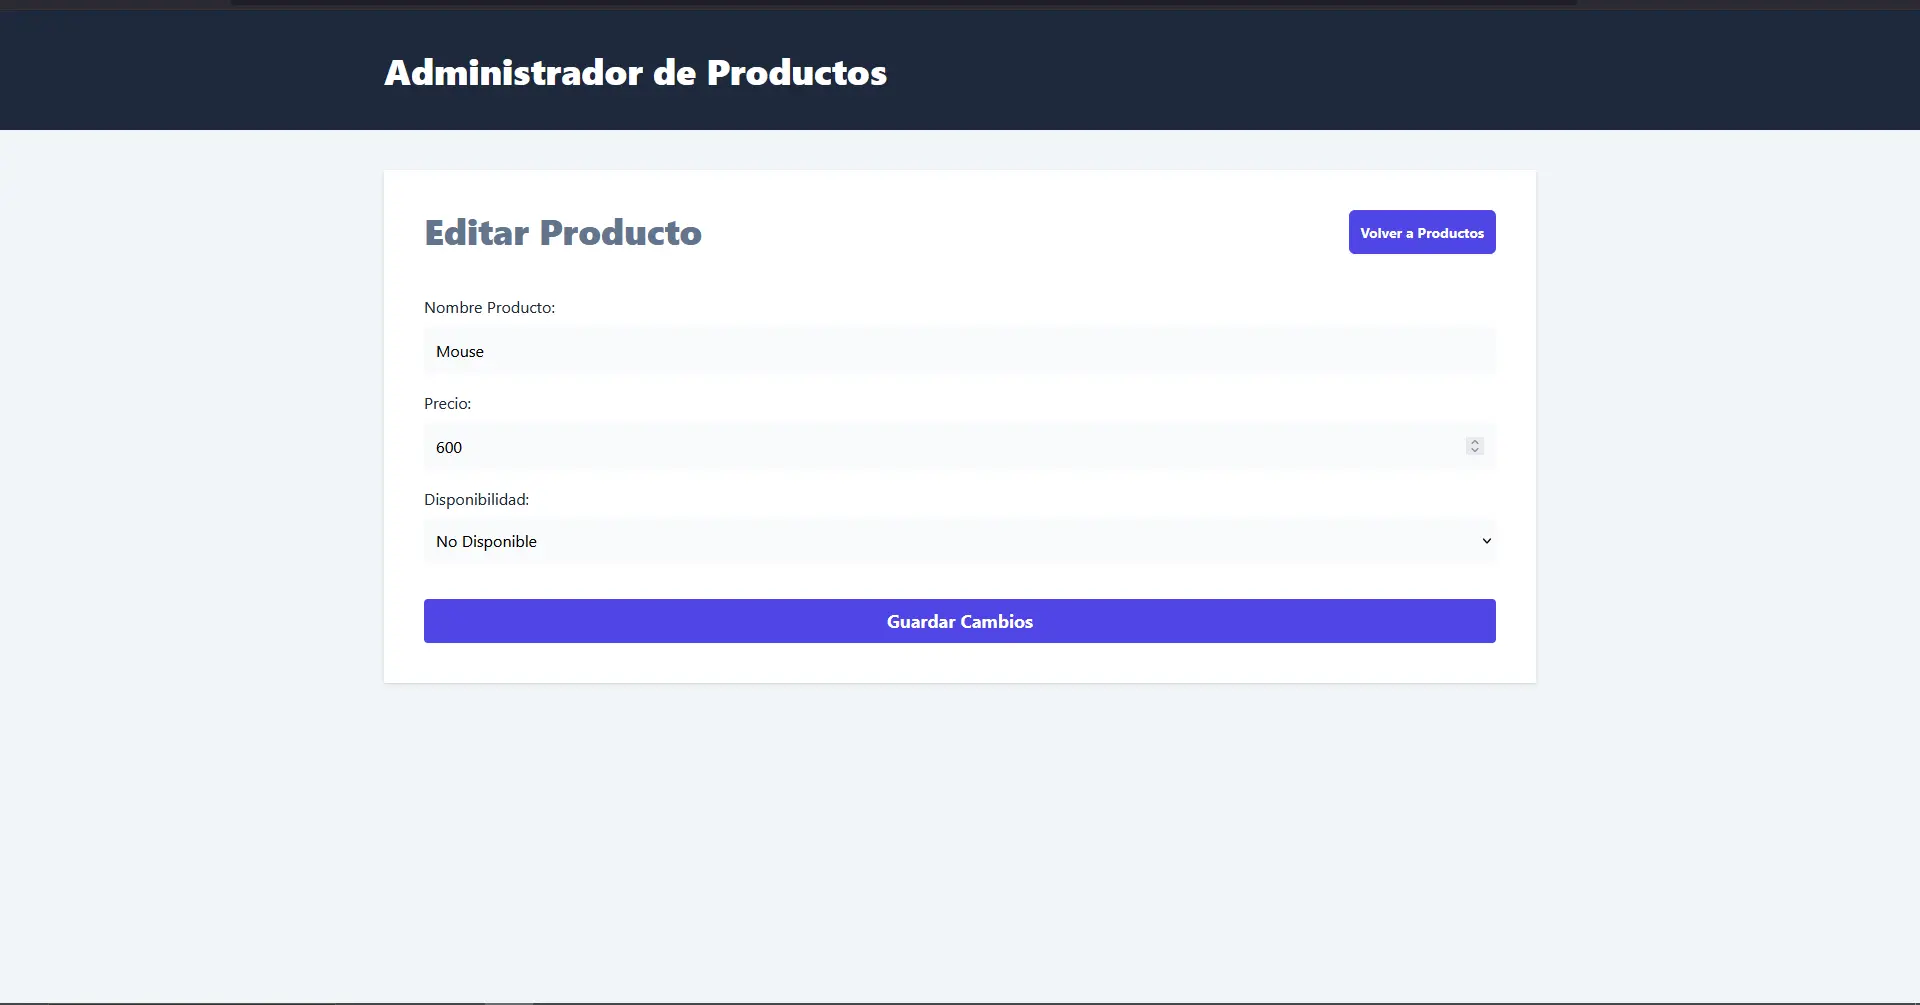 Administrador de Productos
Editar Producto
Volver a Productos
Nombre Producto:
Mouse
Precio:
600
Disponibilidad:
No Disponible
Guardar Cambios